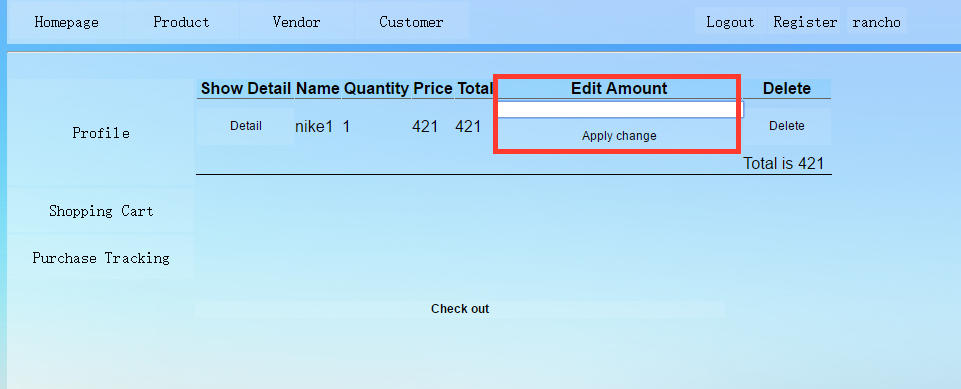 Homepage Product Vendor Customer Logout Register rancho
Show Detail Name Quantity Price Total Edit Amount Delete
Profile Detail nike1 1 421 421 Apply change Delete
Total is 421
Shopping Cart
Purchase Tracking
Check out